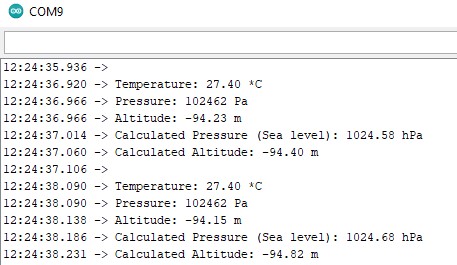 COM9
12:24:35.936 ->
12:24:36.920 -> Temperature: 27.40 *C
12:24:36.966 -> Pressure: 102462 Pa
12:24:36.966 -> Altitude: -94.23 m
12:24:37.014 -> Calculated Pressure (Sea level): 1024.58 hPa
12:24:37.060 -> Calculated Altitude: -94.40 m
12:24:37.106 ->
12:24:38.090 -> Temperature: 27.40 *C
12:24:38.090 -> Pressure: 102462 Pa
12:24:38.138 -> Altitude: -94.15 m
12:24:38.186 -> Calculated Pressure (Sea level): 1024.68 hPa
12:24:38.231 -> Calculated Altitude: -94.82 m